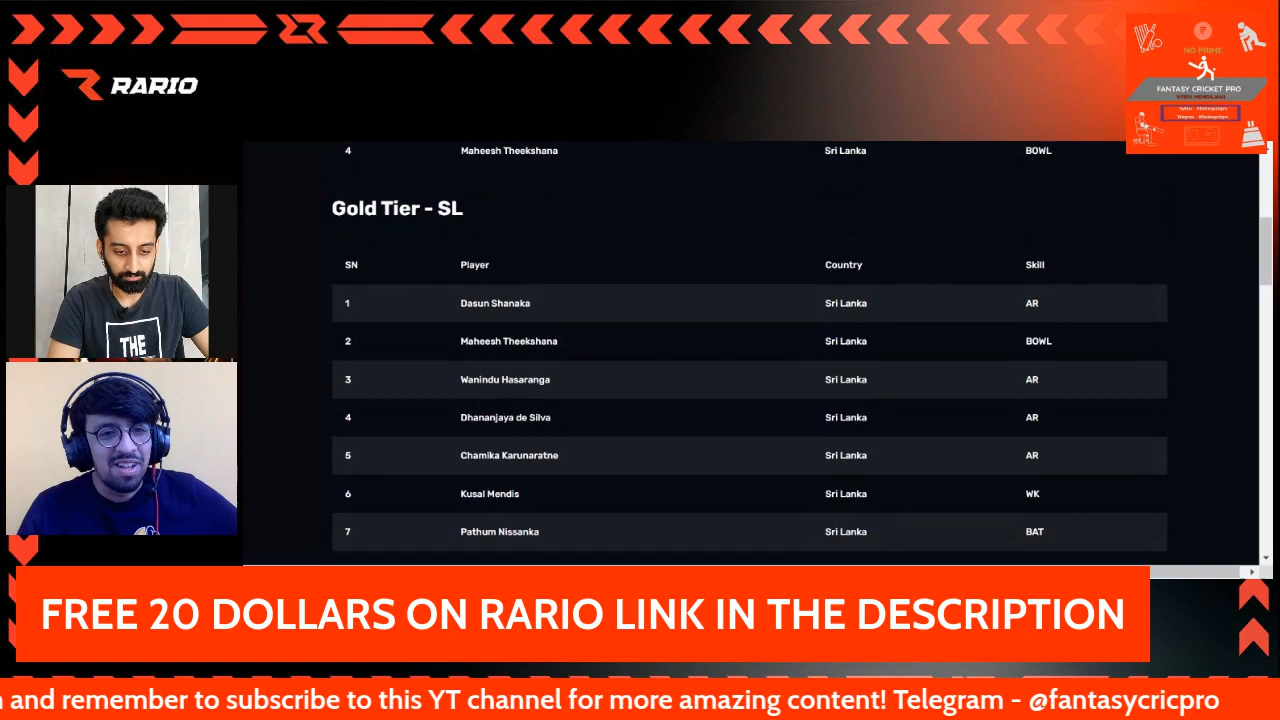 RARIO
NO PRIME
FANTASY CRICKET PRO
4 Maheesh Theekshana Sri Lanka BOWL
Gold Tier - SL
SN Player Country Skill
1 Dasun Shanaka Sri Lanka AR
2 Maheesh Theekshana Sri Lanka BOWL
3 Wanindu Hasaranga Sri Lanka AR
4 Dhananjaya de Silva Sri Lanka AR
5 Chamika Karunaratne Sri Lanka AR
6 Kusal Mendis Sri Lanka WK
7 Pathum Nissanka Sri Lanka BAT
THE
FREE 20 DOLLARS ON RARIO LINK IN THE DESCRIPTION
and remember to subscribe to this YT channel for more amazing content! Telegram - @fantasycricpro